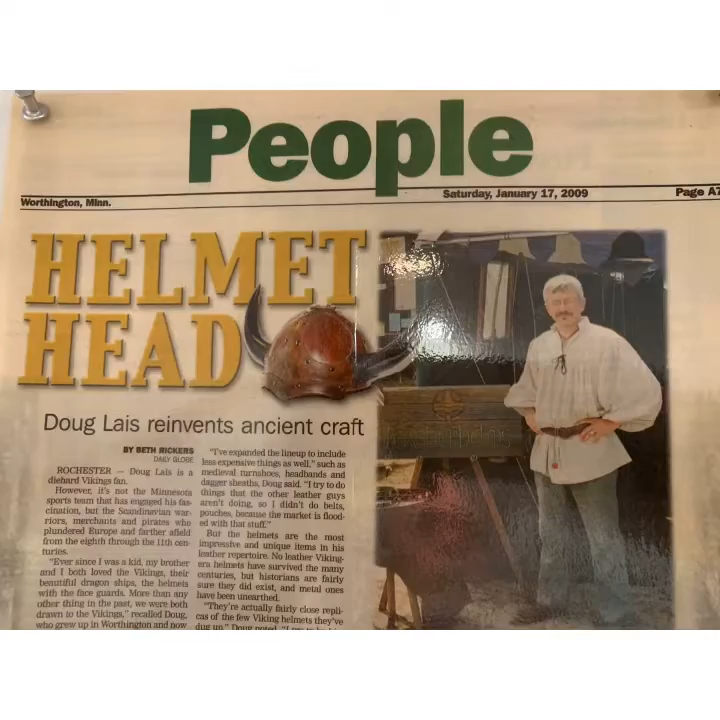 People
Worthington, Minn.
Saturday, January 17, 2009
Page A7
HELMET
HEAD
Doug Lais reinvents ancient craft
BY BETH RICKERS
DAILY GLOBE
ROCHESTER — Doug Lais is a
diehard Vikings fan.
However, it's not the Minnesota
sports team that has engaged his fas-
cination, but the Scandinavian war-
riors, merchants and pirates who
plundered Europe and farther afield
from the eighth through the 11th cen-
turies.
"Ever since I was a kid, my brother
and I both loved the Vikings, their
beautiful dragon ships, the helmets
with the face guards. More than any
other thing in the past, we were both
drawn to the Vikings," recalled Doug,
who grew up in Worthington and now
"I've expanded the lineup to include
less expensive things as well," such as
medieval turnshoes, headbands and
dagger sheaths, Doug said. "I try to do
things that the other leather guys
aren't doing, so I didn't do belts,
pouches, because the market is flood-
ed with that stuff."
But the helmets are the most
impressive and unique items in his
leather repertoire. No leather Viking-
era helmets have survived the many
centuries, but historians are fairly
sure they did exist, and metal ones
have been unearthed.
"They're actually fairly close repli-
cas of the few Viking helmets they've
dug up," Doug noted.